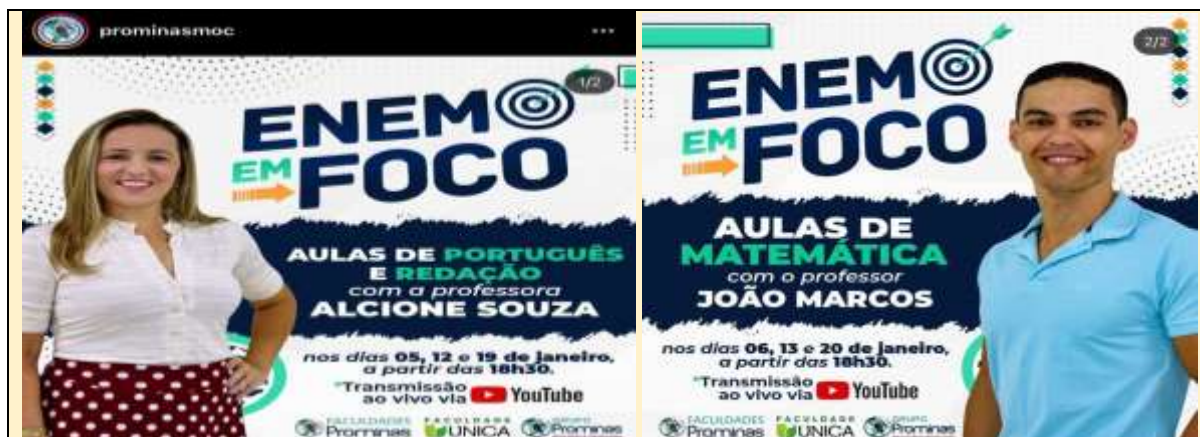 prominasmoc
1/2
ENEM
EM
FOCO
AULAS DE PORTUGUÊS
E REDAÇÃO
com a professora
ALCIONE SOUZA
nos dias 05, 12 e 19 de janeiro,
a partir das 18h30.
*Transmissão
ao vivo via YouTube
FACULDADES
Prominas
FACULDADE
ÚNICA
GRUPO
Prominas
2/2
ENEM
EM
FOCO
AULAS DE
MATEMÁTICA
com o professor
JOÃO MARCOS
nos dias 06, 13 e 20 de janeiro,
a partir das 18h30.
*Transmissão
ao vivo via YouTube
FACULDADES
Prominas
FACULDADE
ÚNICA
GRUPO
Prominas